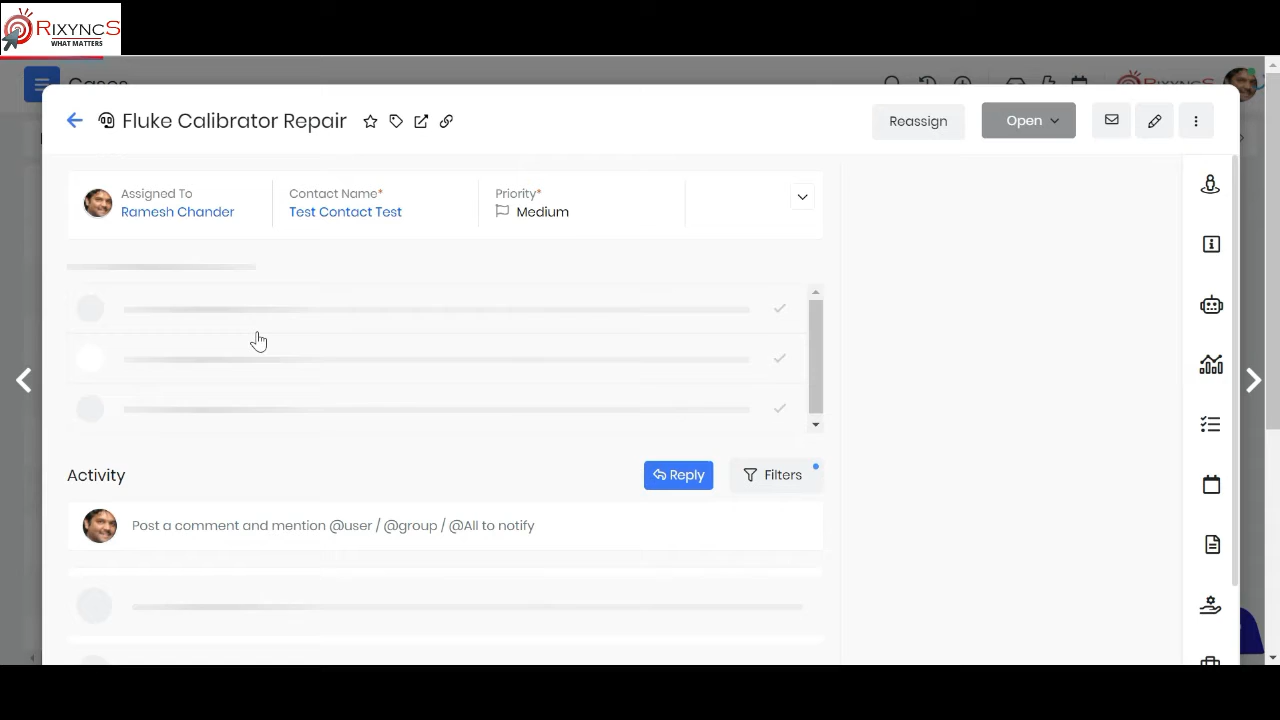 RixyncS
WHAT MATTERS
Cases
Fluke Calibrator Repair
Reassign
Open
Assigned To
Ramesh Chander
Contact Name*
Test Contact Test
Priority*
Medium
Activity
Reply
Filters
Post a comment and mention @user / @group / @All to notify